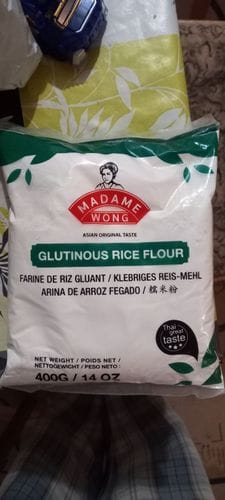 MADAME
WONG
ASIAN ORIGINAL TASTE
GLUTINOUS RICE FLOUR
FARINE DE RIZ GLUANT / KLEBRIGES REIS-MEHL
ARINA DE ARROZ FEGADO / 糯米粉
Thai
great
taste
NET WEIGHT / POIDS NET /
NETTOGEWICHT / PESO NETO :
400G / 14 OZ